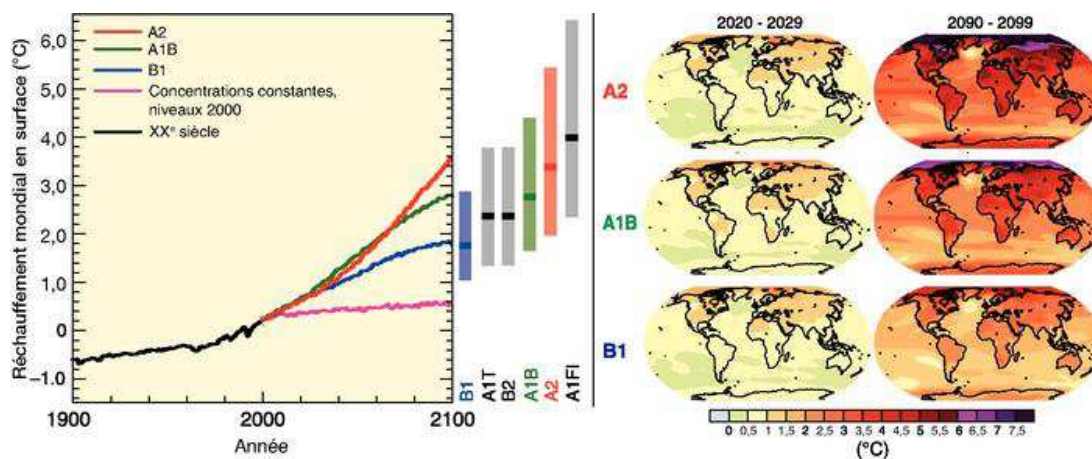 Réchauffement mondial en surface (°C)
6,0
5,0
4,0
3,0
2,0
1,0
0
–1.0
A2
A1B
B1
Concentrations constantes,
niveaux 2000
XXe siècle
1900
2000
2100
Année
B1
A1T
B2
A1B
A2
A1FI
2020 - 2029
2090 - 2099
A2
A1B
B1
0 0,5 1 1,5 2 2,5 3 3,5 4 4,5 5 5,5 6 6,5 7 7,5
(°C)